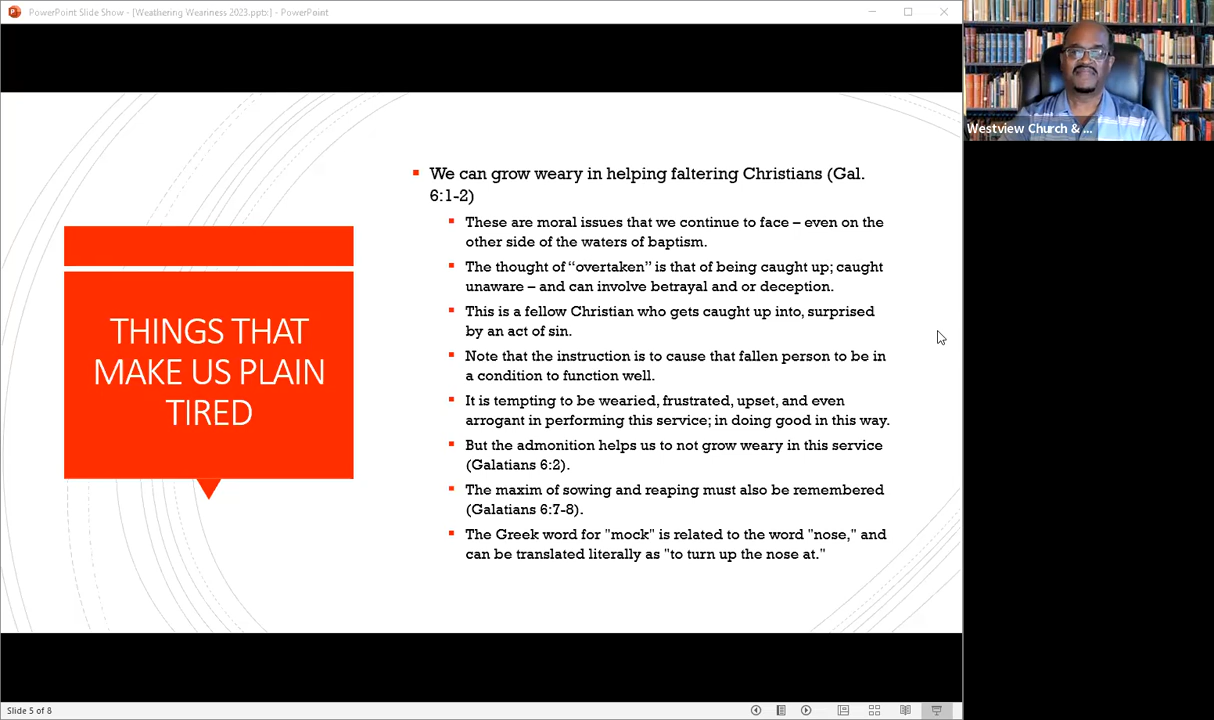 PowerPoint Slide Show - [Weathering Weariness 2023.pptx] - PowerPoint
Westview Church & ...
THINGS THAT
MAKE US PLAIN
TIRED
We can grow weary in helping faltering Christians (Gal.
6:1-2)
These are moral issues that we continue to face – even on the
other side of the waters of baptism.
The thought of “overtaken” is that of being caught up; caught
unaware – and can involve betrayal and or deception.
This is a fellow Christian who gets caught up into, surprised
by an act of sin.
Note that the instruction is to cause that fallen person to be in
a condition to function well.
It is tempting to be wearied, frustrated, upset, and even
arrogant in performing this service; in doing good in this way.
But the admonition helps us to not grow weary in this service
(Galatians 6:2).
The maxim of sowing and reaping must also be remembered
(Galatians 6:7-8).
The Greek word for "mock" is related to the word "nose," and
can be translated literally as "to turn up the nose at."
Slide 5 of 8